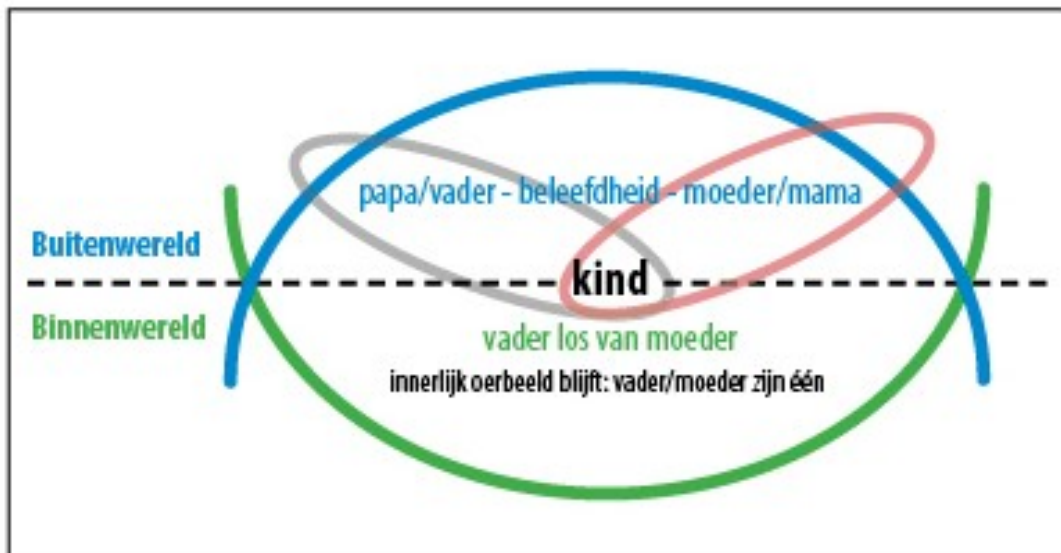 papa/vader - beleefdheid - moeder/mama
Buitenwereld
kind
Binnenwereld
vader los van moeder
innerlijk oerbeeld blijft: vader/moeder zijn één